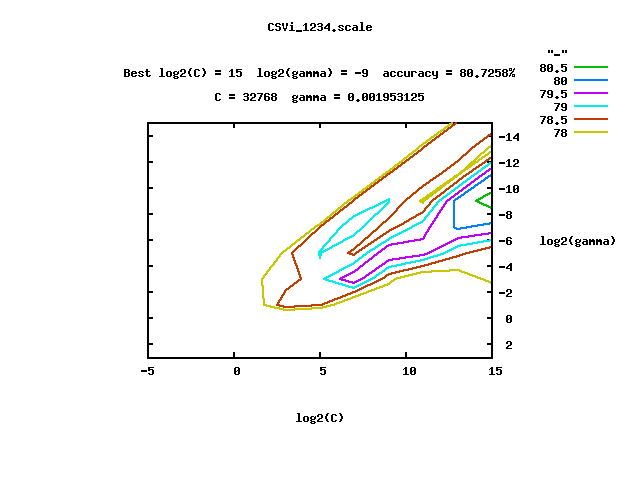 CSVi_1234.scale
Best log2(C) = 15  log2(gamma) = -9  accuracy = 80.7258%
C = 32768  gamma = 0.001953125
"-"
80.5
80
79.5
79
78.5
78
-14
-12
-10
-8
-6
-4
-2
0
2
log2(gamma)
-5 0 5 10 15
log2(C)